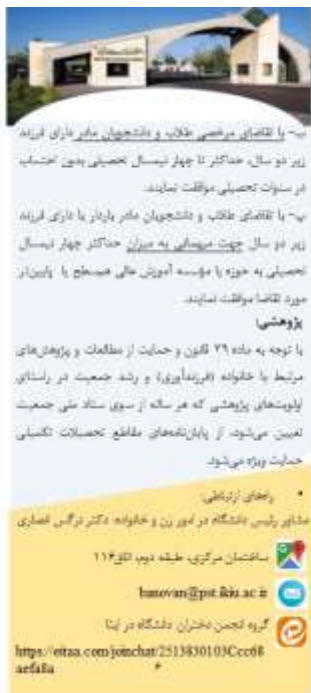 ب- با تقاضای مرخصی طلاب و دانشجویان مادر دارای فرزند
زیر دو سال، حداکثر تا چهار نیمسال تحصیلی بدون احتساب
در سنوات تحصیلی موافقت نمایند.
پ- با تقاضای طلاب و دانشجویان مادر باردار یا دارای فرزند
زیر دو سال جهت میهمانی به میزان حداکثر چهار نیمسال
تحصیلی به حوزه یا مؤسسه آموزش عالی هم‌سطح یا پایین‌تر
مورد تقاضا موافقت نمایند.
پژوهشی:
با توجه به ماده ۲۹ قانون و حمایت از مطالعات و پژوهش‌های
مرتبط با خانواده (فرزندآوری) و رشد جمعیت در راستای
اولویتهای پژوهشی که هر ساله از سوی ستاد ملی جمعیت
تعیین می‌شود، از پایان‌نامه‌های مقاطع تحصیلات تکمیلی
حمایت ویژه می‌شود.
• راه‌های ارتباطی:
مشاور رئیس دانشگاه در امور زن و خانواده: دکتر نرگس انصاری
ساختمان مرکزی، طبقه دوم، اتاق ۱۱۶
banovan@pst.ikiu.ac.ir
گروه انجمن دختران دانشگاه در ایتا
https://eitaa.com/joinchat/2513830103Ccc68
aefa8a
۶